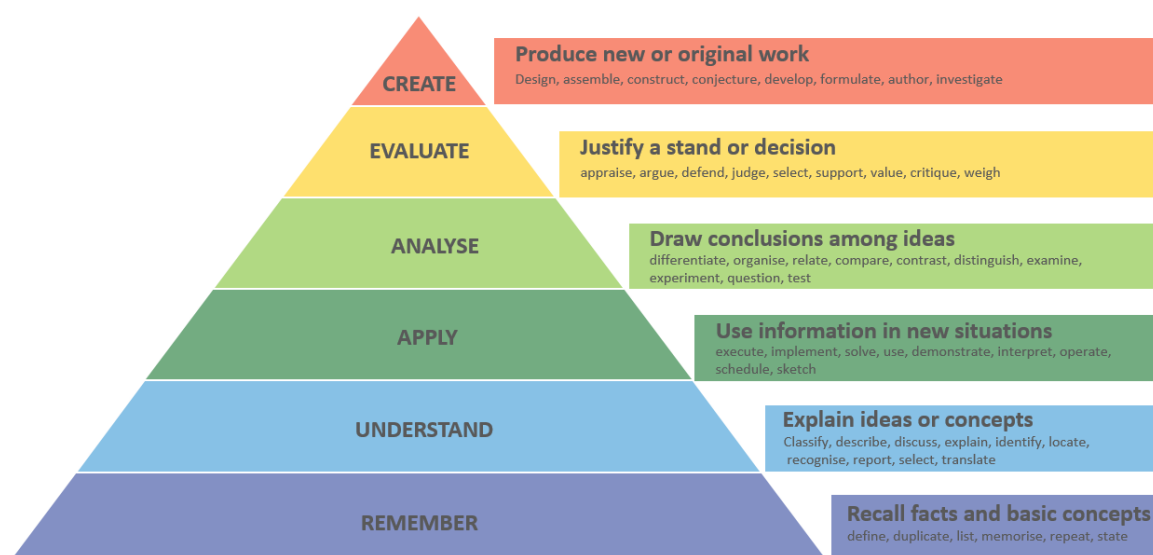 CREATE
Produce new or original work
Design, assemble, construct, conjecture, develop, formulate, author, investigate
EVALUATE
Justify a stand or decision
appraise, argue, defend, judge, select, support, value, critique, weigh
ANALYSE
Draw conclusions among ideas
differentiate, organise, relate, compare, contrast, distinguish, examine,
experiment, question, test
APPLY
Use information in new situations
execute, implement, solve, use, demonstrate, interpret, operate,
schedule, sketch
UNDERSTAND
Explain ideas or concepts
Classify, describe, discuss, explain, identify, locate,
recognise, report, select, translate
REMEMBER
Recall facts and basic concepts
define, duplicate, list, memorise, repeat, state